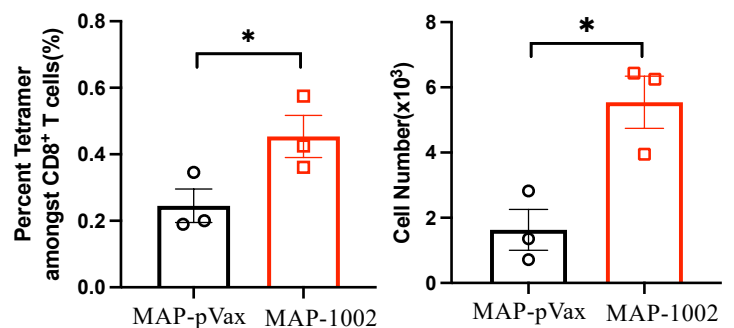 Percent Tetramer
amongst CD8⁺ T cells(%)
0.8
0.6
0.4
0.2
0.0
*
MAP-pVax
MAP-1002
Cell Number(x10³)
8
6
4
2
0
*
MAP-pVax
MAP-1002